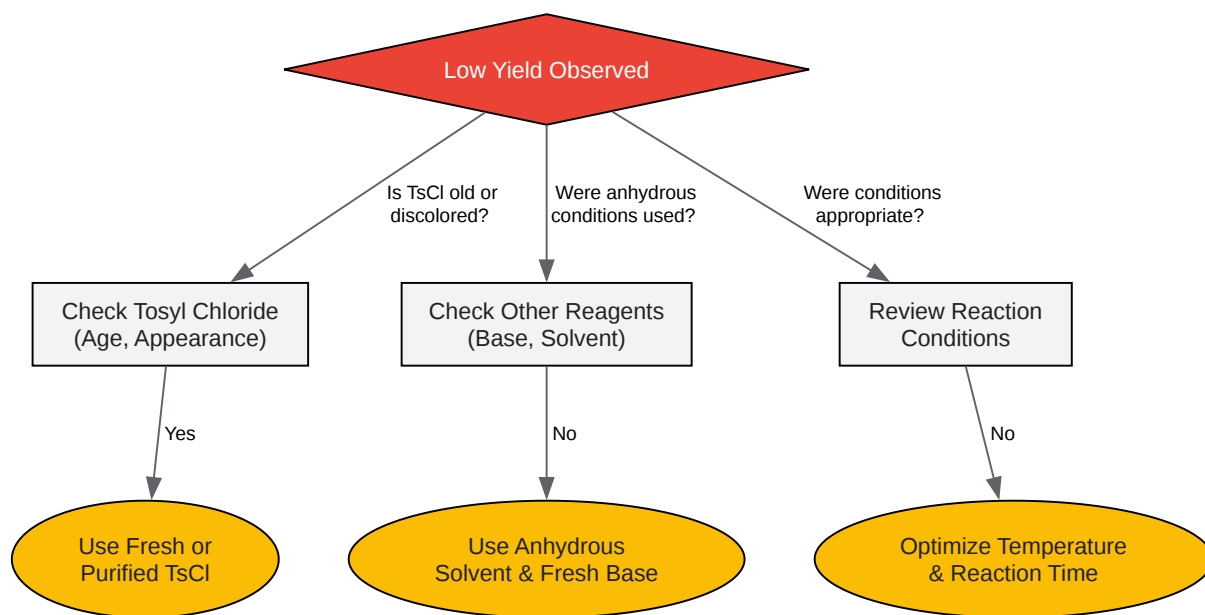 Low Yield Observed
Is TsCl old or
discolored?
Were anhydrous
conditions used?
Were conditions
appropriate?
Check Tosyl Chloride
(Age, Appearance)
Check Other Reagents
(Base, Solvent)
Review Reaction
Conditions
Yes
No
No
Use Fresh or
Purified TsCl
Use Anhydrous
Solvent & Fresh Base
Optimize Temperature
& Reaction Time